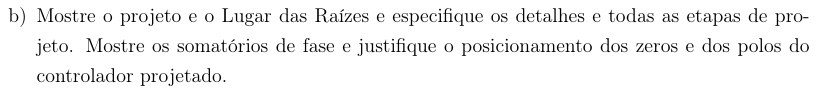 b) Mostre o projeto e o Lugar das Raízes e especifique os detalhes e todas as etapas de pro-
jeto. Mostre os somatórios de fase e justifique o posicionamento dos zeros e dos polos do
controlador projetado.